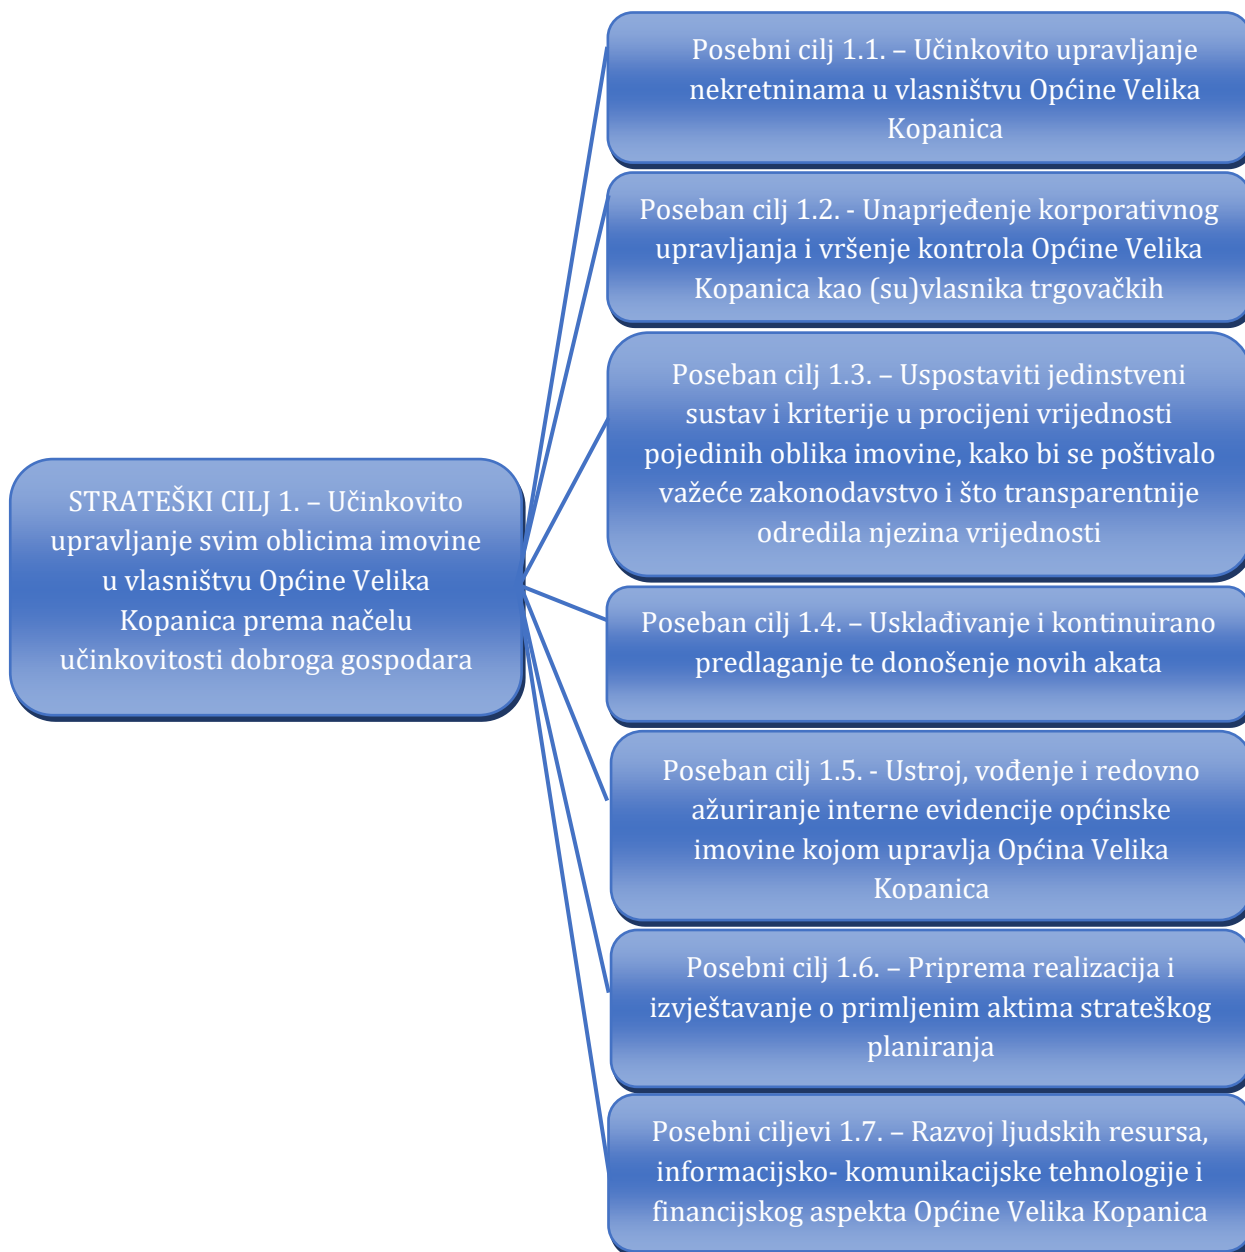 STRATEŠKI CILJ 1. – Učinkovito
upravljanje svim oblicima imovine
u vlasništvu Općine Velika
Kopanica prema načelu
učinkovitosti dobroga gospodara
Posebni cilj 1.1. – Učinkovito upravljanje
nekretninama u vlasništvu Općine Velika
Kopanica
Poseban cilj 1.2. - Unaprjeđenje korporativnog
upravljanja i vršenje kontrola Općine Velika
Kopanica kao (su)vlasnika trgovačkih
Poseban cilj 1.3. – Uspostaviti jedinstveni
sustav i kriterije u procijeni vrijednosti
pojedinih oblika imovine, kako bi se poštivalo
važeće zakonodavstvo i što transparentnije
odredila njezina vrijednosti
Poseban cilj 1.4. – Usklađivanje i kontinuirano
predlaganje te donošenje novih akata
Poseban cilj 1.5. - Ustroj, vođenje i redovno
ažuriranje interne evidencije općinske
imovine kojom upravlja Općina Velika
Kopanica
Posebni cilj 1.6. – Priprema realizacija i
izvještavanje o primljenim aktima strateškog
planiranja
Posebni ciljevi 1.7. – Razvoj ljudskih resursa,
informacijsko- komunikacijske tehnologije i
financijskog aspekta Općine Velika Kopanica